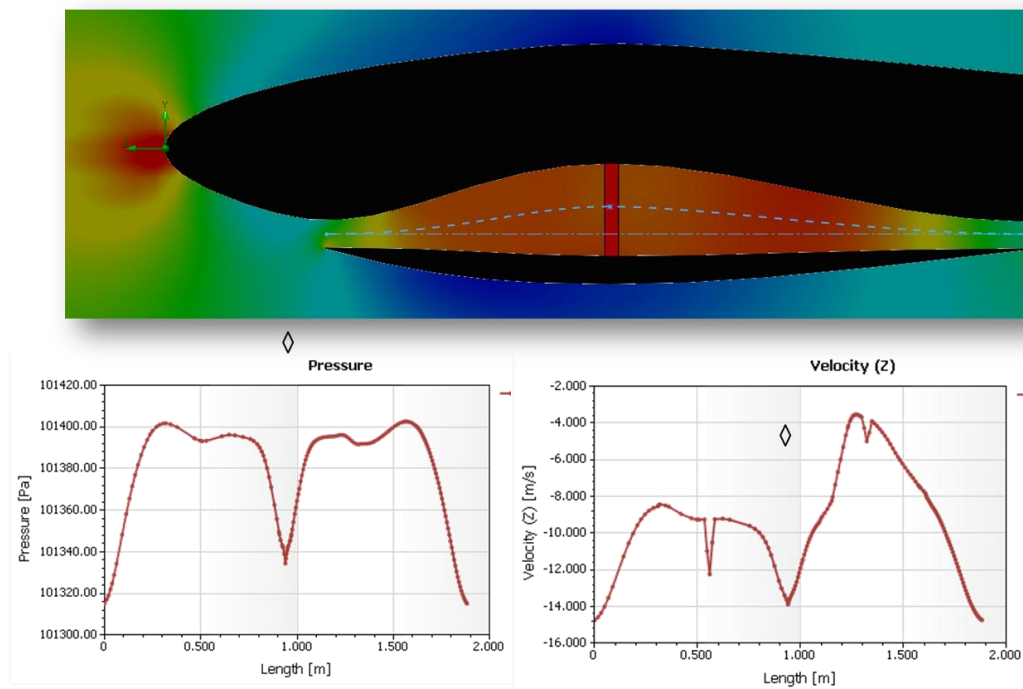 Y
Pressure
101420.00
101400.00
101380.00
101360.00
101340.00
101320.00
101300.00
Pressure [Pa]
0 0.500 1.000 1.500 2.000
Length [m]
Velocity (Z)
-2.000
-4.000
-6.000
-8.000
-10.000
-12.000
-14.000
-16.000
Velocity (Z) [m/s]
0 0.500 1.000 1.500 2.000
Length [m]